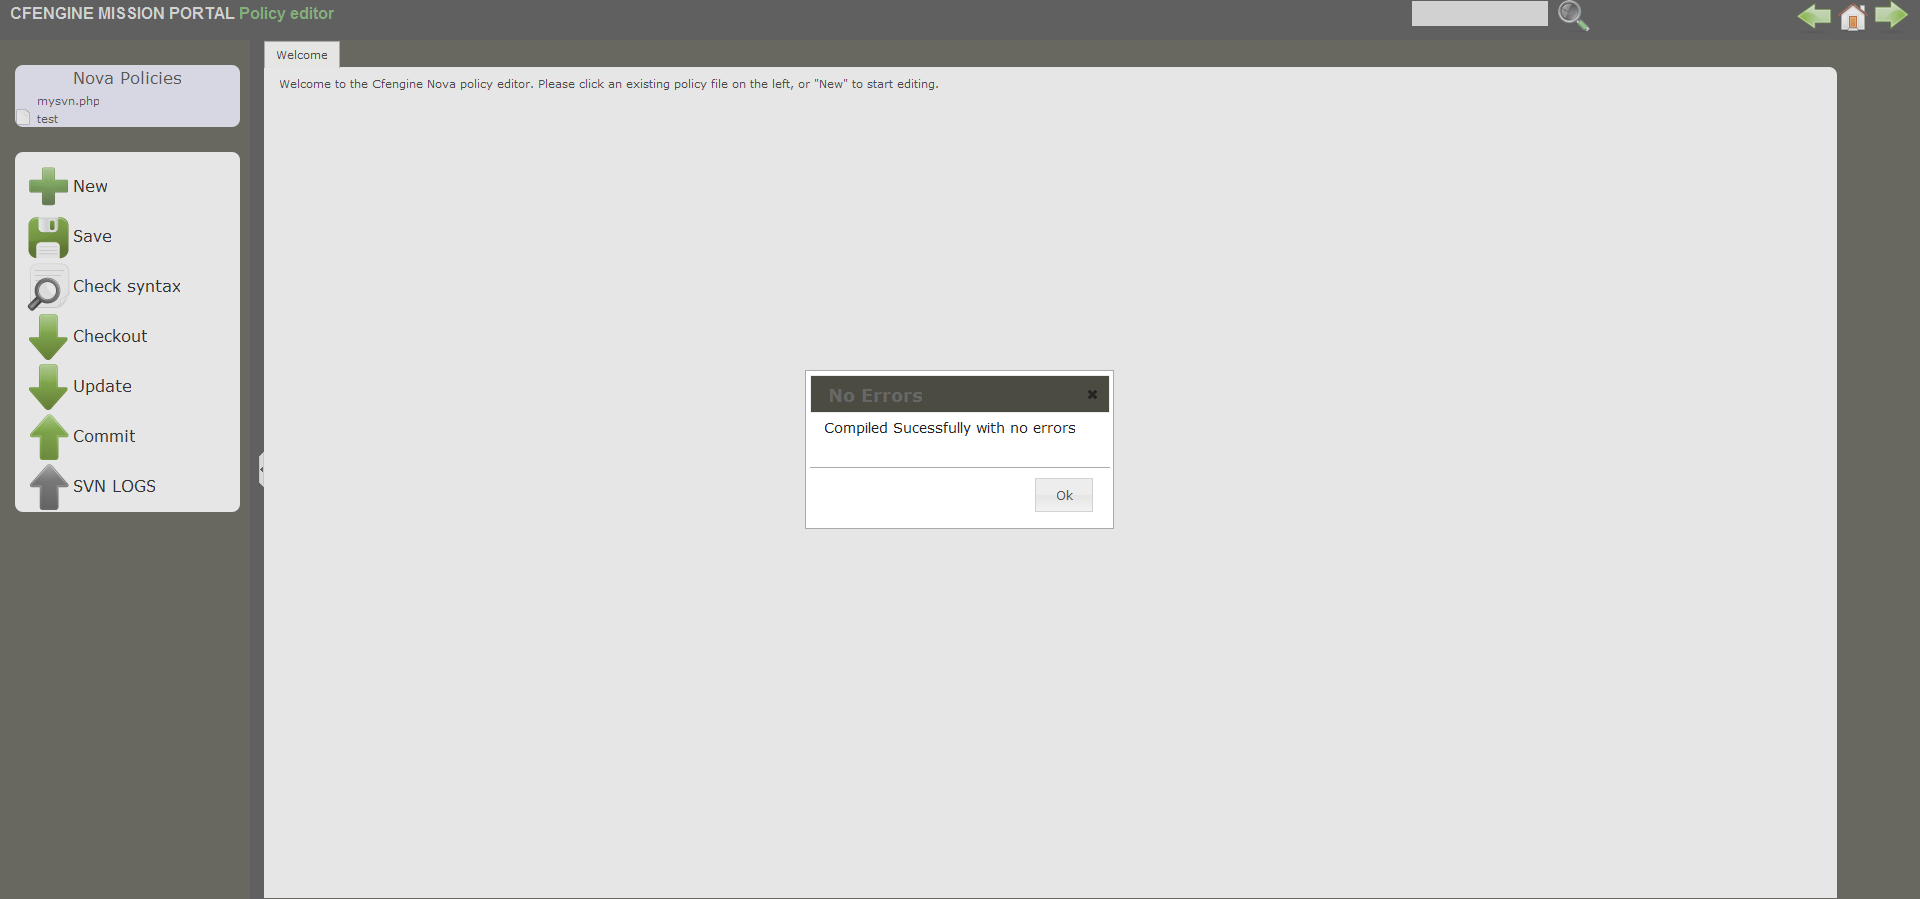 CFENGINE MISSION PORTAL Policy editor
Nova Policies
mysvn.php
test
New
Save
Check syntax
Checkout
Update
Commit
SVN LOGS
Welcome
Welcome to the Cfengine Nova policy editor. Please click an existing policy file on the left, or "New" to start editing.
No Errors
Compiled Sucessfully with no errors
Ok